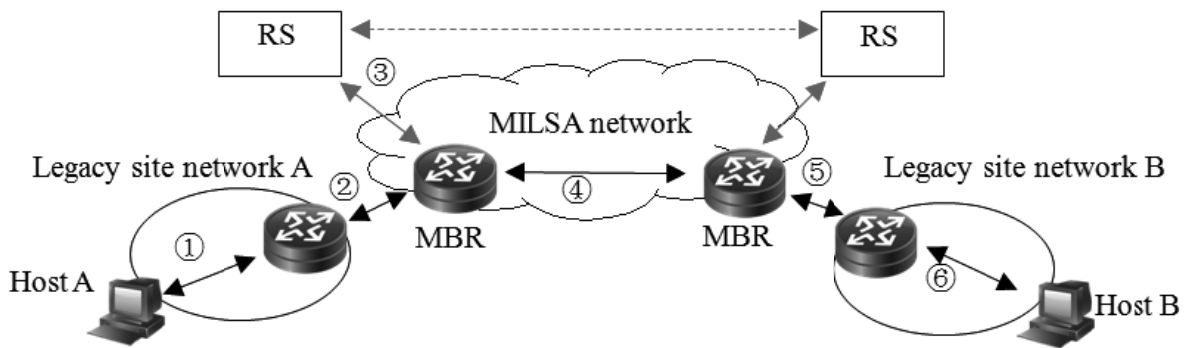 RS
RS
③
MILSA network
Legacy site network A
②
④
⑤
Legacy site network B
①
MBR
MBR
⑥
Host A
Host B